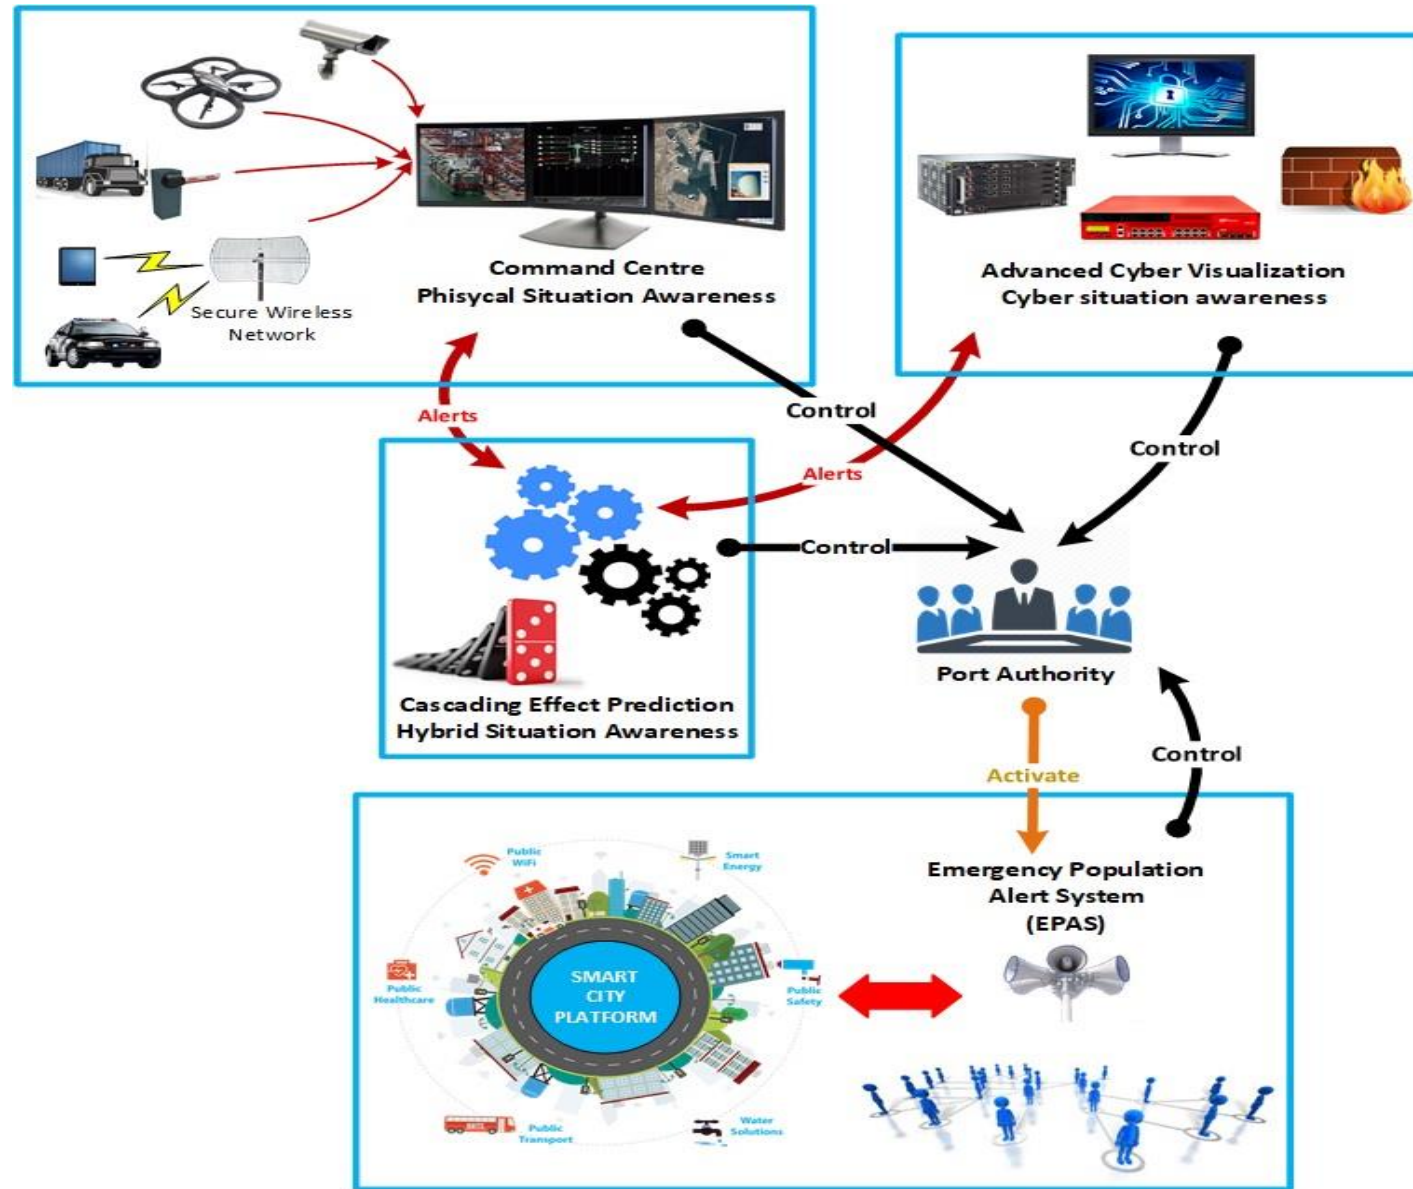 Secure Wireless
Network
Command Centre
Phisycal Situation Awareness
Advanced Cyber Visualization
Cyber situation awareness
Alerts
Control
Control
Alerts
Control
Port Authority
Cascading Effect Prediction
Hybrid Situation Awareness
Activate
Control
Emergency Population
Alert System
(EPAS)
Public
WiFi
Smart
Energy
Public
Healthcare
SMART
CITY
PLATFORM
Public
Safety
Public
Transport
Water
Solutions